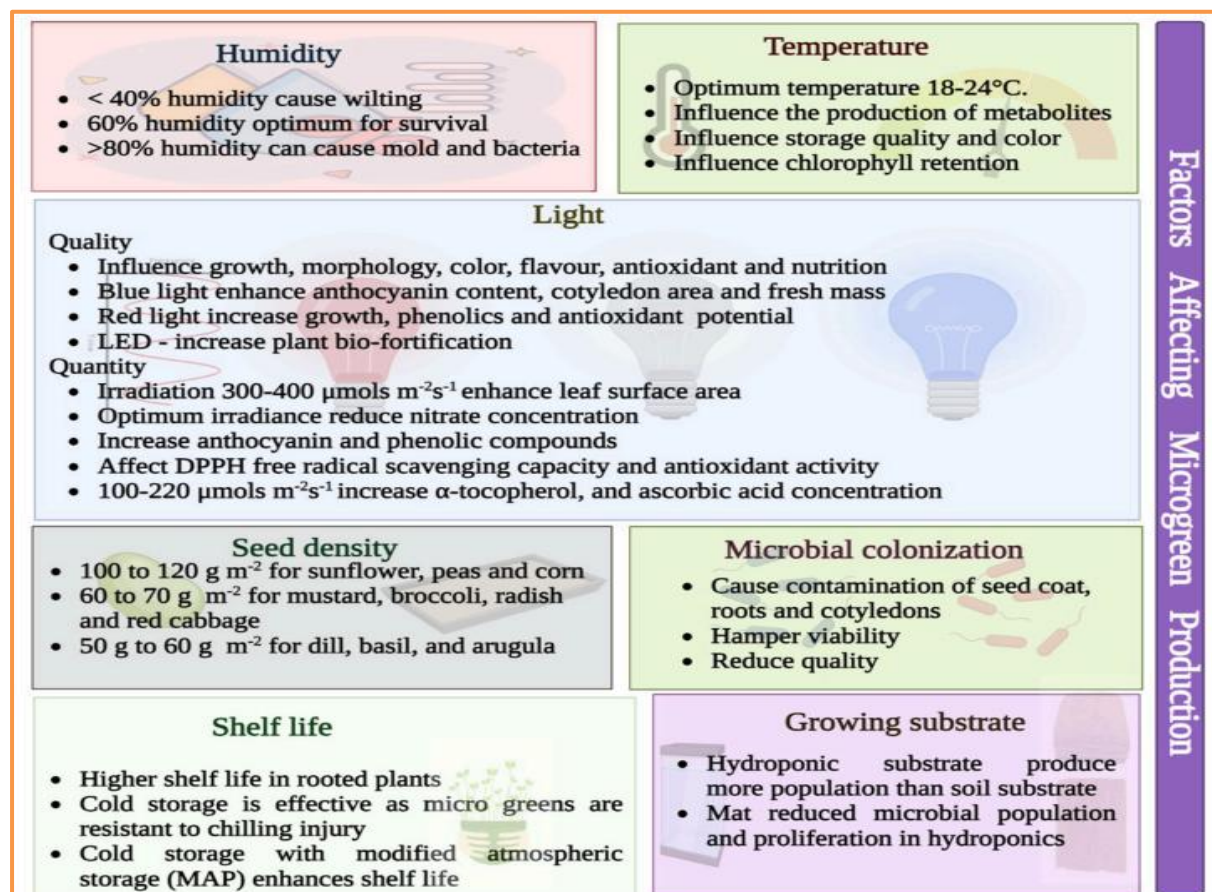 Humidity
• < 40% humidity cause wilting
• 60% humidity optimum for survival
• >80% humidity can cause mold and bacteria
Temperature
• Optimum temperature 18-24°C.
• Influence the production of metabolites
• Influence storage quality and color
• Influence chlorophyll retention
Light
Quality
• Influence growth, morphology, color, flavour, antioxidant and nutrition
• Blue light enhance anthocyanin content, cotyledon area and fresh mass
• Red light increase growth, phenolics and antioxidant potential
• LED - increase plant bio-fortification
Quantity
• Irradiation 300-400 µmols m⁻²s⁻¹ enhance leaf surface area
• Optimum irradiance reduce nitrate concentration
• Increase anthocyanin and phenolic compounds
• Affect DPPH free radical scavenging capacity and antioxidant activity
• 100-220 µmols m⁻²s⁻¹ increase α-tocopherol, and ascorbic acid concentration
Seed density
• 100 to 120 g m⁻² for sunflower, peas and corn
• 60 to 70 g m⁻² for mustard, broccoli, radish
and red cabbage
• 50 g to 60 g m⁻² for dill, basil, and arugula
Microbial colonization
• Cause contamination of seed coat,
roots and cotyledons
• Hamper viability
• Reduce quality
Shelf life
• Higher shelf life in rooted plants
• Cold storage is effective as micro greens are
resistant to chilling injury
• Cold storage with modified atmospheric
storage (MAP) enhances shelf life
Growing substrate
• Hydroponic substrate produce
more population than soil substrate
• Mat reduced microbial population
and proliferation in hydroponics
Factors Affecting Microgreen Production